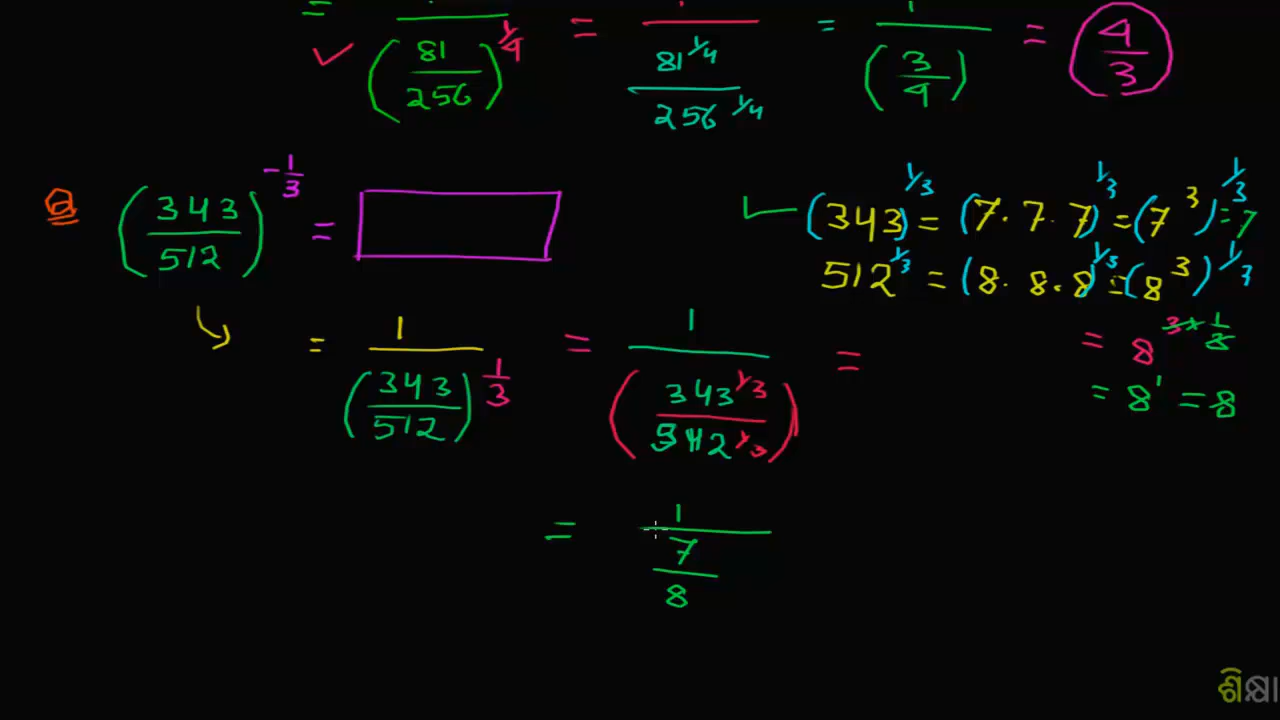 = 1/(81/256)^1/4 = 1/(81^1/4/256^1/4) = 1/(3/4) = 4/3
Q (343/512)^-1/3 =
(343)^1/3 = (7. 7. 7)^1/3 = (7^3)^1/3 = 7
512^1/3 = (8. 8. 8)^1/3 = (8^3)^1/3
= 8^3×1/3
= 8^1 = 8
= 1/(343/512)^1/3 = 1/(343^1/3/512^1/3) =
= 1/(7/8)
ଶିକ୍ଷା